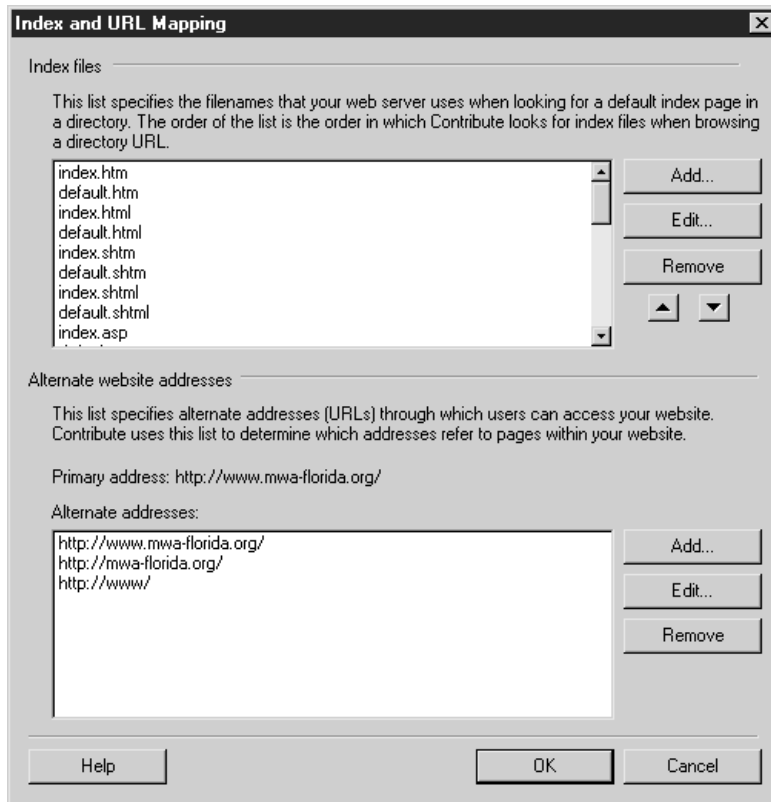 Index and URL Mapping
Index files
This list specifies the filenames that your web server uses when looking for a default index page in
a directory. The order of the list is the order in which Contribute looks for index files when browsing
a directory URL.
index.htm
default.htm
index.html
default.html
index.shtm
default.shtm
index.shtml
default.shtml
index.asp
Add...
Edit...
Remove
Alternate website addresses
This list specifies alternate addresses (URLs) through which users can access your website.
Contribute uses this list to determine which addresses refer to pages within your website.
Primary address: http://www.mwa-florida.org/
Alternate addresses:
http://www.mwa-florida.org/
http://mwa-florida.org/
http://www/
Add...
Edit...
Remove
Help
OK
Cancel